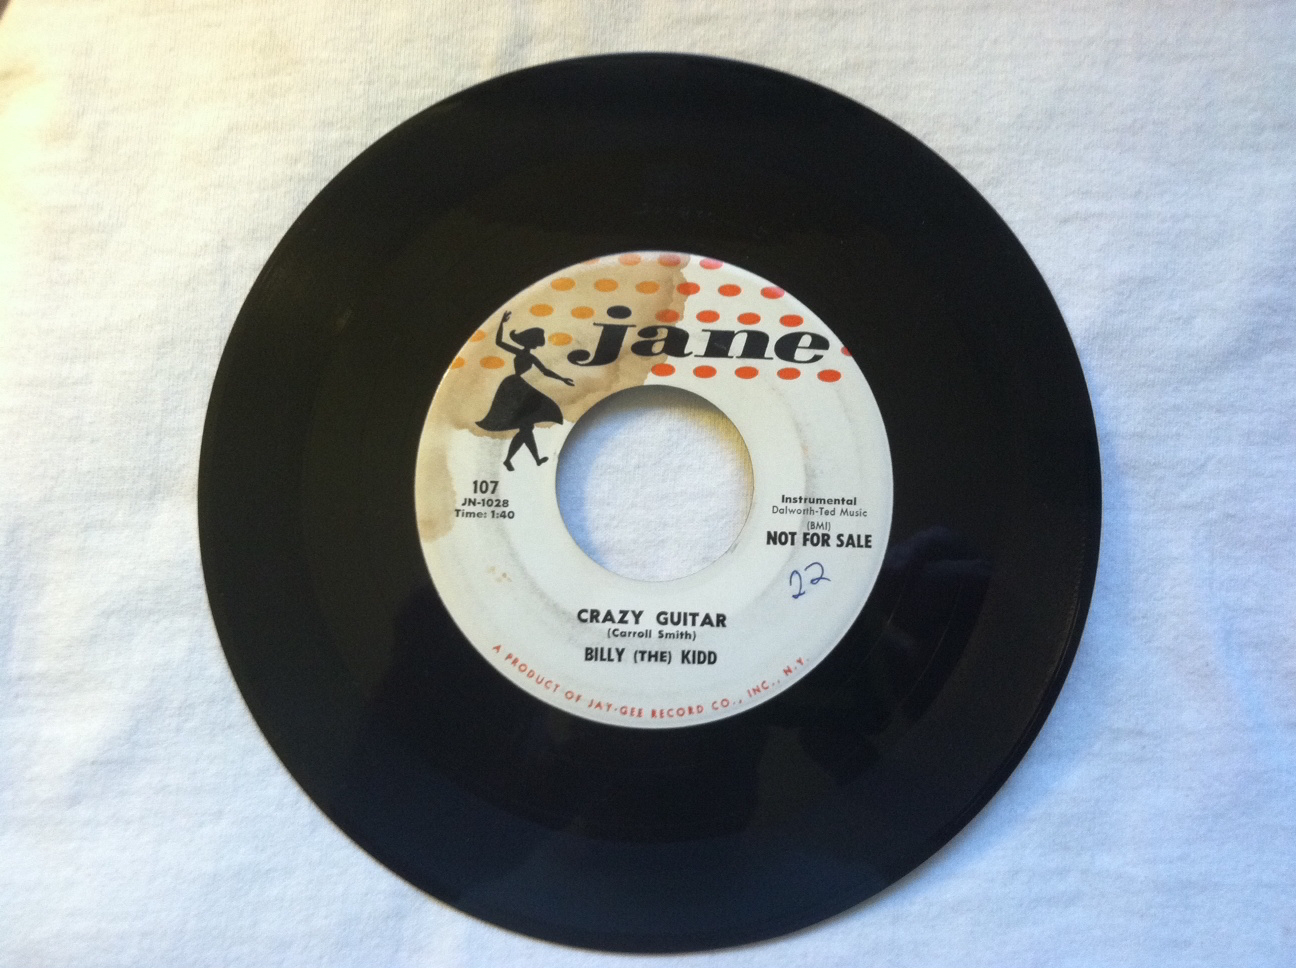 jane
107
JN-1028
Time: 1:40
Instrumental
Dalworth-Ted Music
(BMI)
NOT FOR SALE
22
CRAZY GUITAR
(Carroll Smith)
BILLY (THE) KIDD
A PRODUCT OF JAY-GEE RECORD CO., INC., N.Y.